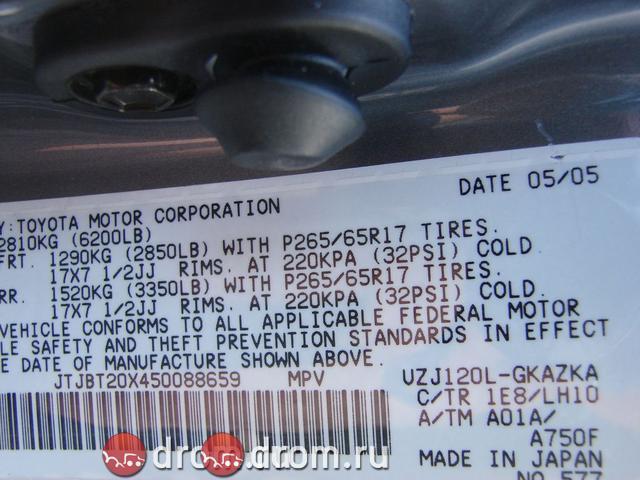 DATE 05/05
Y:TOYOTA MOTOR CORPORATION
2810KG (6200LB)
FRT. 1290KG (2850LB) WITH P265/65R17 TIRES.
17X7 1/2JJ RIMS. AT 220KPA (32PSI) COLD.
RR. 1520KG (3350LB) WITH P265/65R17 TIRES.
17X7 1/2JJ RIMS. AT 220KPA (32PSI) COLD.
VEHICLE CONFORMS TO ALL APPLICABLE FEDERAL MOTOR
LE SAFETY AND THEFT PREVENTION STANDARDS IN EFFECT
E DATE OF MANUFACTURE SHOWN ABOVE.
JTJBT20X450088659 MPV UZJ120L-GKAZKA
C/TR 1E8/LH10
A/TM A01A/
A750F
MADE IN JAPAN
NO.577
drom.ru